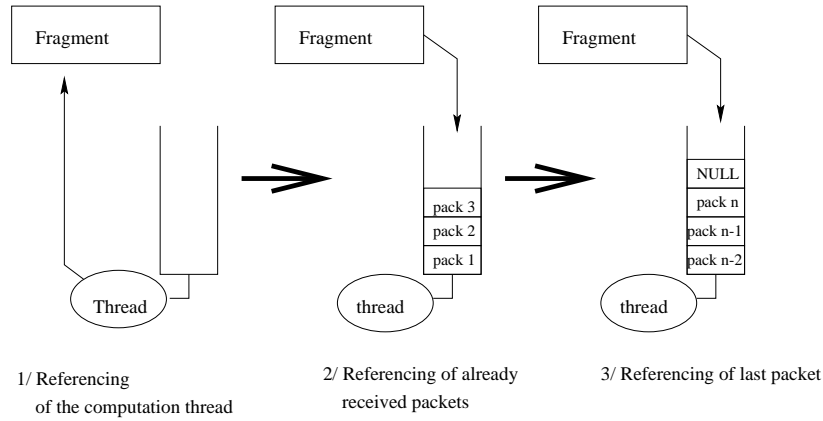 Fragment
Thread
1/ Referencing
of the computation thread
Fragment
pack 3
pack 2
pack 1
thread
2/ Referencing of already
received packets
Fragment
NULL
pack n
pack n-1
pack n-2
thread
3/ Referencing of last packet